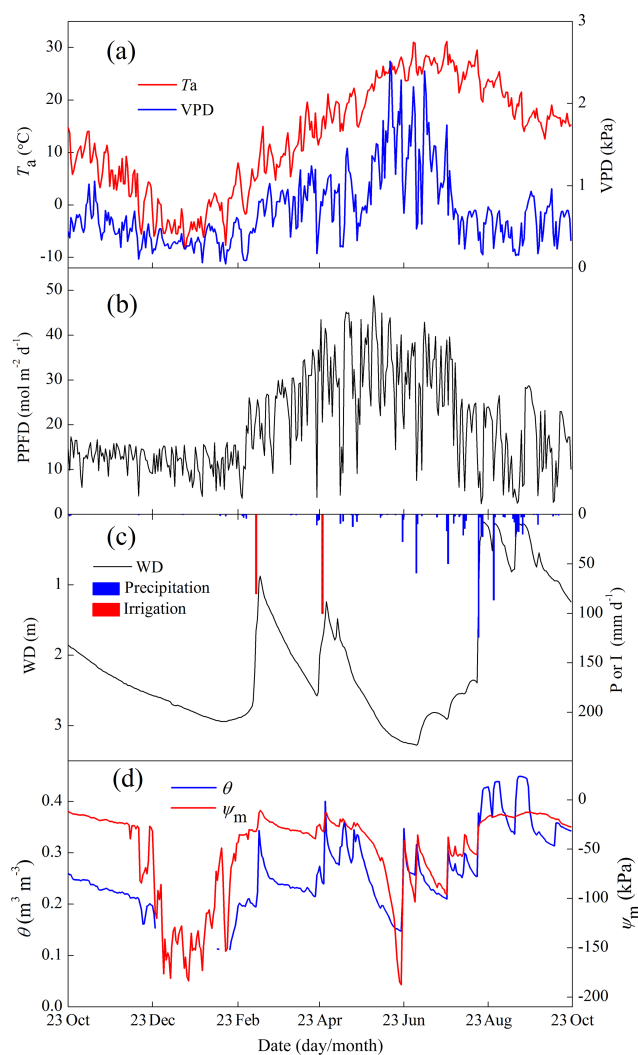 (a)
Ta
VPD
30
20
10
0
-10
Ta (°C)
3
2
1
0
VPD (kPa)
(b)
50
40
30
20
10
0
PPFD (mol m⁻² d⁻¹)
(c)
WD
Precipitation
Irrigation
1
2
3
WD (m)
0
50
100
150
200
P or I (mm d⁻¹)
(d)
θ
ψm
0.4
0.3
0.2
0.1
0.0
θ (m³ m⁻³)
0
-50
-100
-150
-200
ψm (kPa)
23 Oct 23 Dec 23 Feb 23 Apr 23 Jun 23 Aug 23 Oct
Date (day/month)